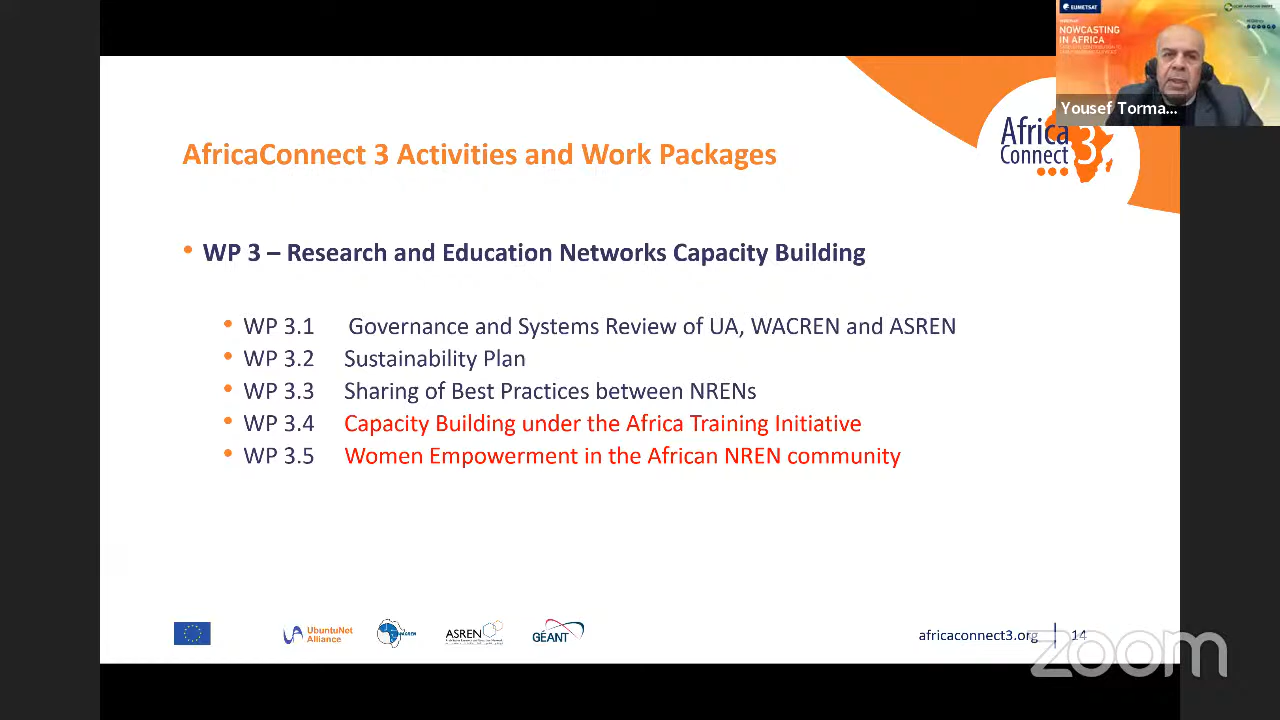 EUMETSAT
NOWCASTING
IN AFRICA
Yousef Torma...
Africa
Connect 3
AfricaConnect 3 Activities and Work Packages
• WP 3 – Research and Education Networks Capacity Building
• WP 3.1 Governance and Systems Review of UA, WACREN and ASREN
• WP 3.2 Sustainability Plan
• WP 3.3 Sharing of Best Practices between NRENs
• WP 3.4 Capacity Building under the Africa Training Initiative
• WP 3.5 Women Empowerment in the African NREN community
UbuntuNet
Alliance
WACREN
ASREN
GÉANT
africaconnect3.org | 14
zoom